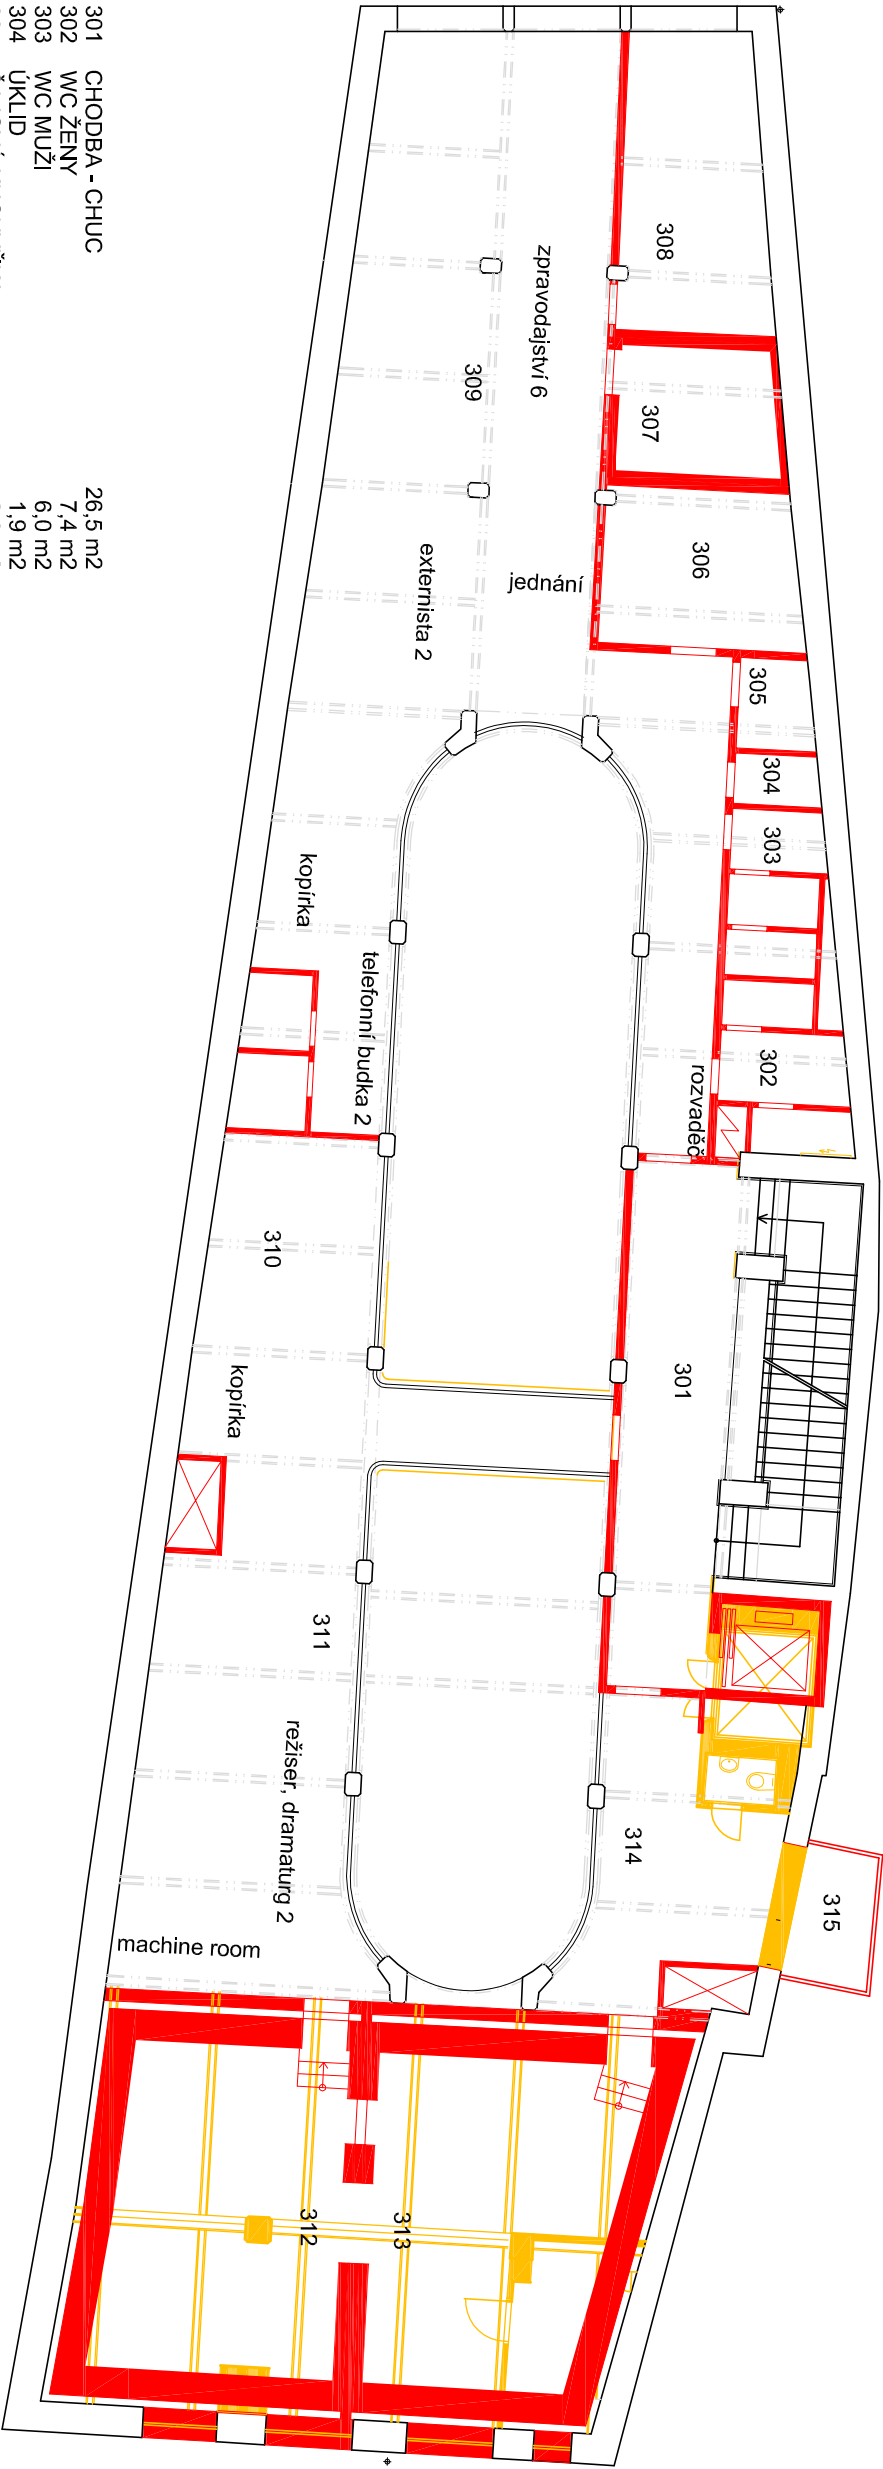 301 CHODBA - CHUC 26,5 m2
302 WC ŽENY 7,4 m2
303 WC MUŽI 6,0 m2
304 ÚKLID 1,9 m2
308
zpravodajství 6
309
307
306
jednání
externista 2
305
304
303
kopírka
telefonní budka 2
302
rozvaděč
310
301
kopírka
311
režiser, dramaturg 2
314
315
machine room
312
313